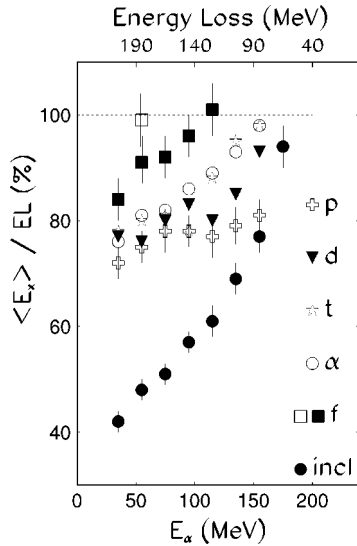 Energy Loss (MeV)
190 140 90 40
100
80
60
40
<Eₓ> / EL (%)
p
d
t
α
f
incl
0 50 100 150 200
E_α (MeV)